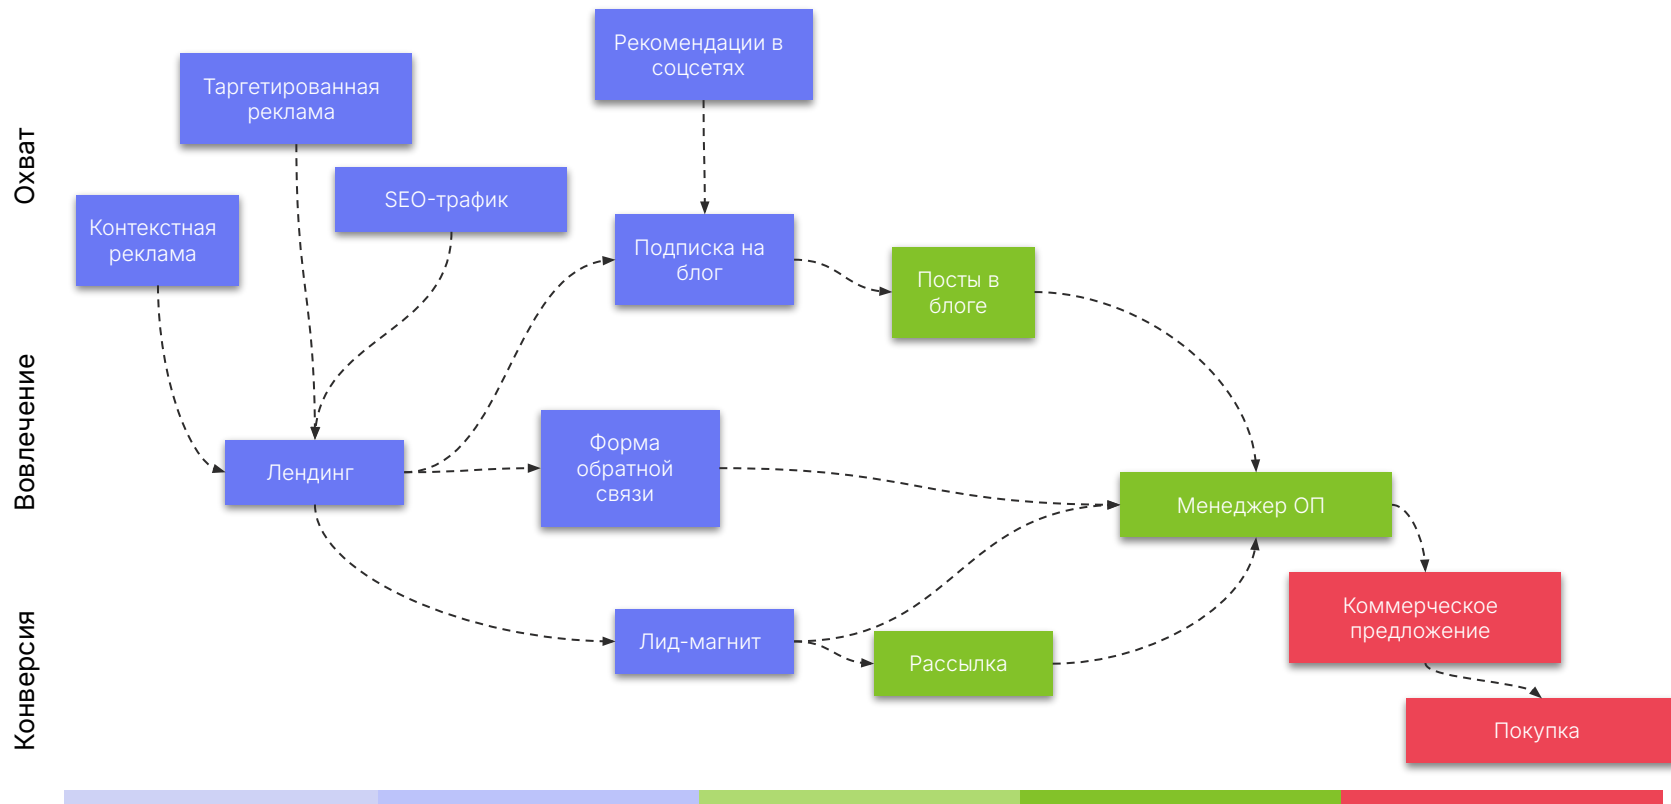 Рекомендации в
соцсетях
Таргетированная
реклама
Охват
SEO-трафик
Контекстная
реклама
Подписка на
блог
Посты в
блоге
Вовлечение
Лендинг
Форма
обратной
связи
Менеджер ОП
Конверсия
Коммерческое
предложение
Лид-магнит
Рассылка
Покупка